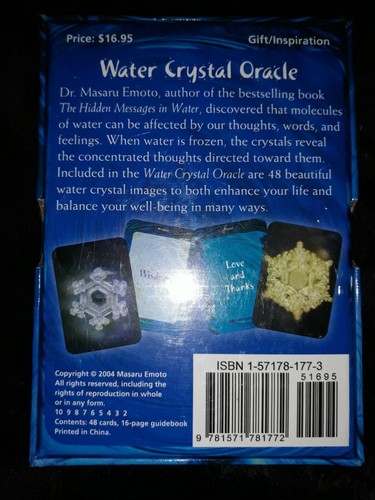 Price: $16.95
Gift/Inspiration
Water Crystal Oracle
Dr. Masaru Emoto, author of the bestselling book
The Hidden Messages in Water, discovered that molecules
of water can be affected by our thoughts, words, and
feelings. When water is frozen, the crystals reveal
the concentrated thoughts directed toward them.
Included in the Water Crystal Oracle are 48 beautiful
water crystal images to both enhance your life and
balance your well-being in many ways.
Love
and
Thanks
Copyright © 2004 Masaru Emoto
All rights reserved, including the
rights of reproduction in whole
or in any form.
10 9 8 7 6 5 4 3 2
Contents: 48 cards, 16-page guidebook
Printed in China.
ISBN 1-57178-177-3
51695
9 781571 781772